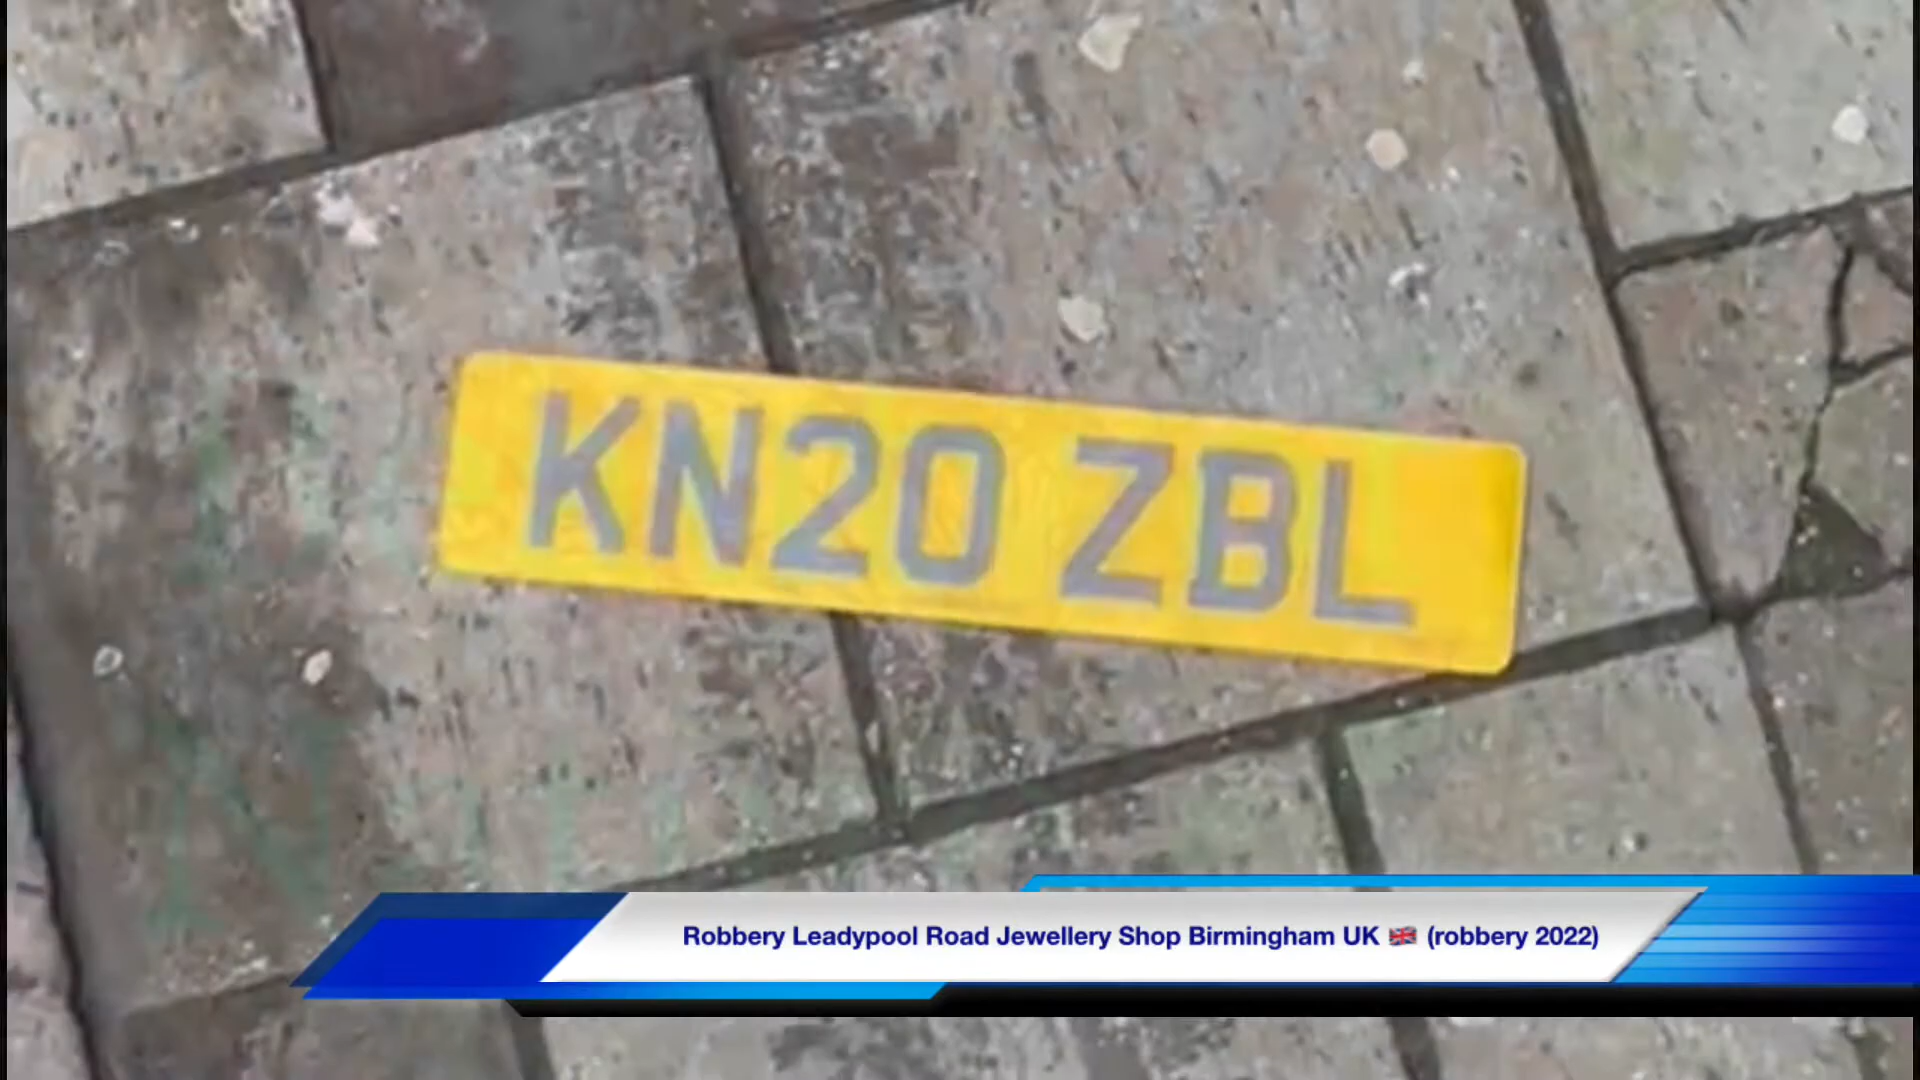 KN20 ZBL
Robbery Leadypool Road Jewellery Shop Birmingham UK 🇬🇧 (robbery 2022)